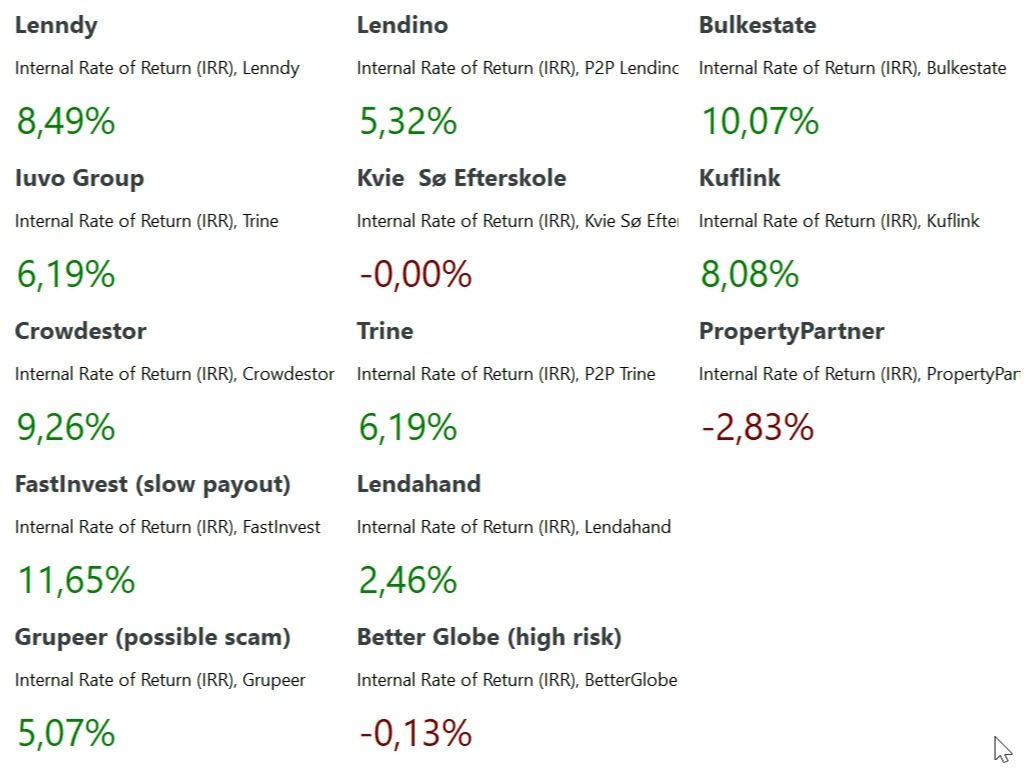 Lenndy
Internal Rate of Return (IRR), Lenndy
8,49%
Iuvo Group
Internal Rate of Return (IRR), Trine
6,19%
Crowdestor
Internal Rate of Return (IRR), Crowdestor
9,26%
FastInvest (slow payout)
Internal Rate of Return (IRR), FastInvest
11,65%
Grupeer (possible scam)
Internal Rate of Return (IRR), Grupeer
5,07%
Lendino
Internal Rate of Return (IRR), P2P Lendino
5,32%
Kvie  Sø Efterskole
Internal Rate of Return (IRR), Kvie Sø Efter
-0,00%
Trine
Internal Rate of Return (IRR), P2P Trine
6,19%
Lendahand
Internal Rate of Return (IRR), Lendahand
2,46%
Better Globe (high risk)
Internal Rate of Return (IRR), BetterGlobe
-0,13%
Bulkestate
Internal Rate of Return (IRR), Bulkestate
10,07%
Kuflink
Internal Rate of Return (IRR), Kuflink
8,08%
PropertyPartner
Internal Rate of Return (IRR), PropertyPar
-2,83%